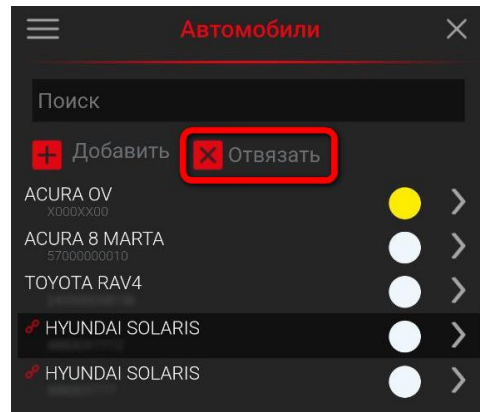 Автомобили
Поиск
Добавить Отвязать
ACURA OV
X000XX00
ACURA 8 MARTA
57000000010
TOYOTA RAV4
HYUNDAI SOLARIS
HYUNDAI SOLARIS